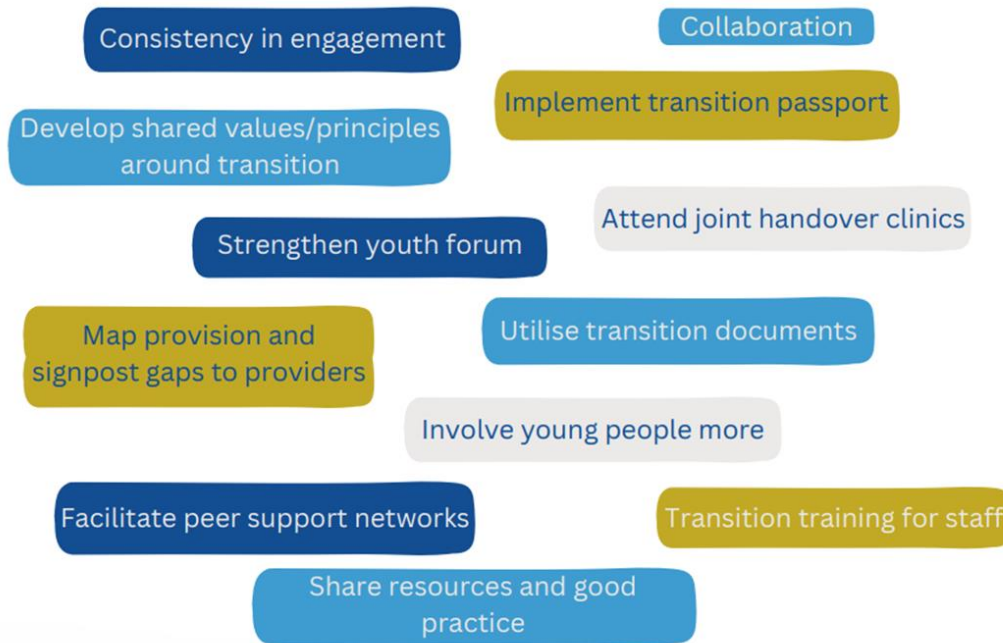 Consistency in engagement
Collaboration
Implement transition passport
Develop shared values/principles
around transition
Attend joint handover clinics
Strengthen youth forum
Utilise transition documents
Map provision and
signpost gaps to providers
Involve young people more
Facilitate peer support networks
Transition training for staff
Share resources and good
practice